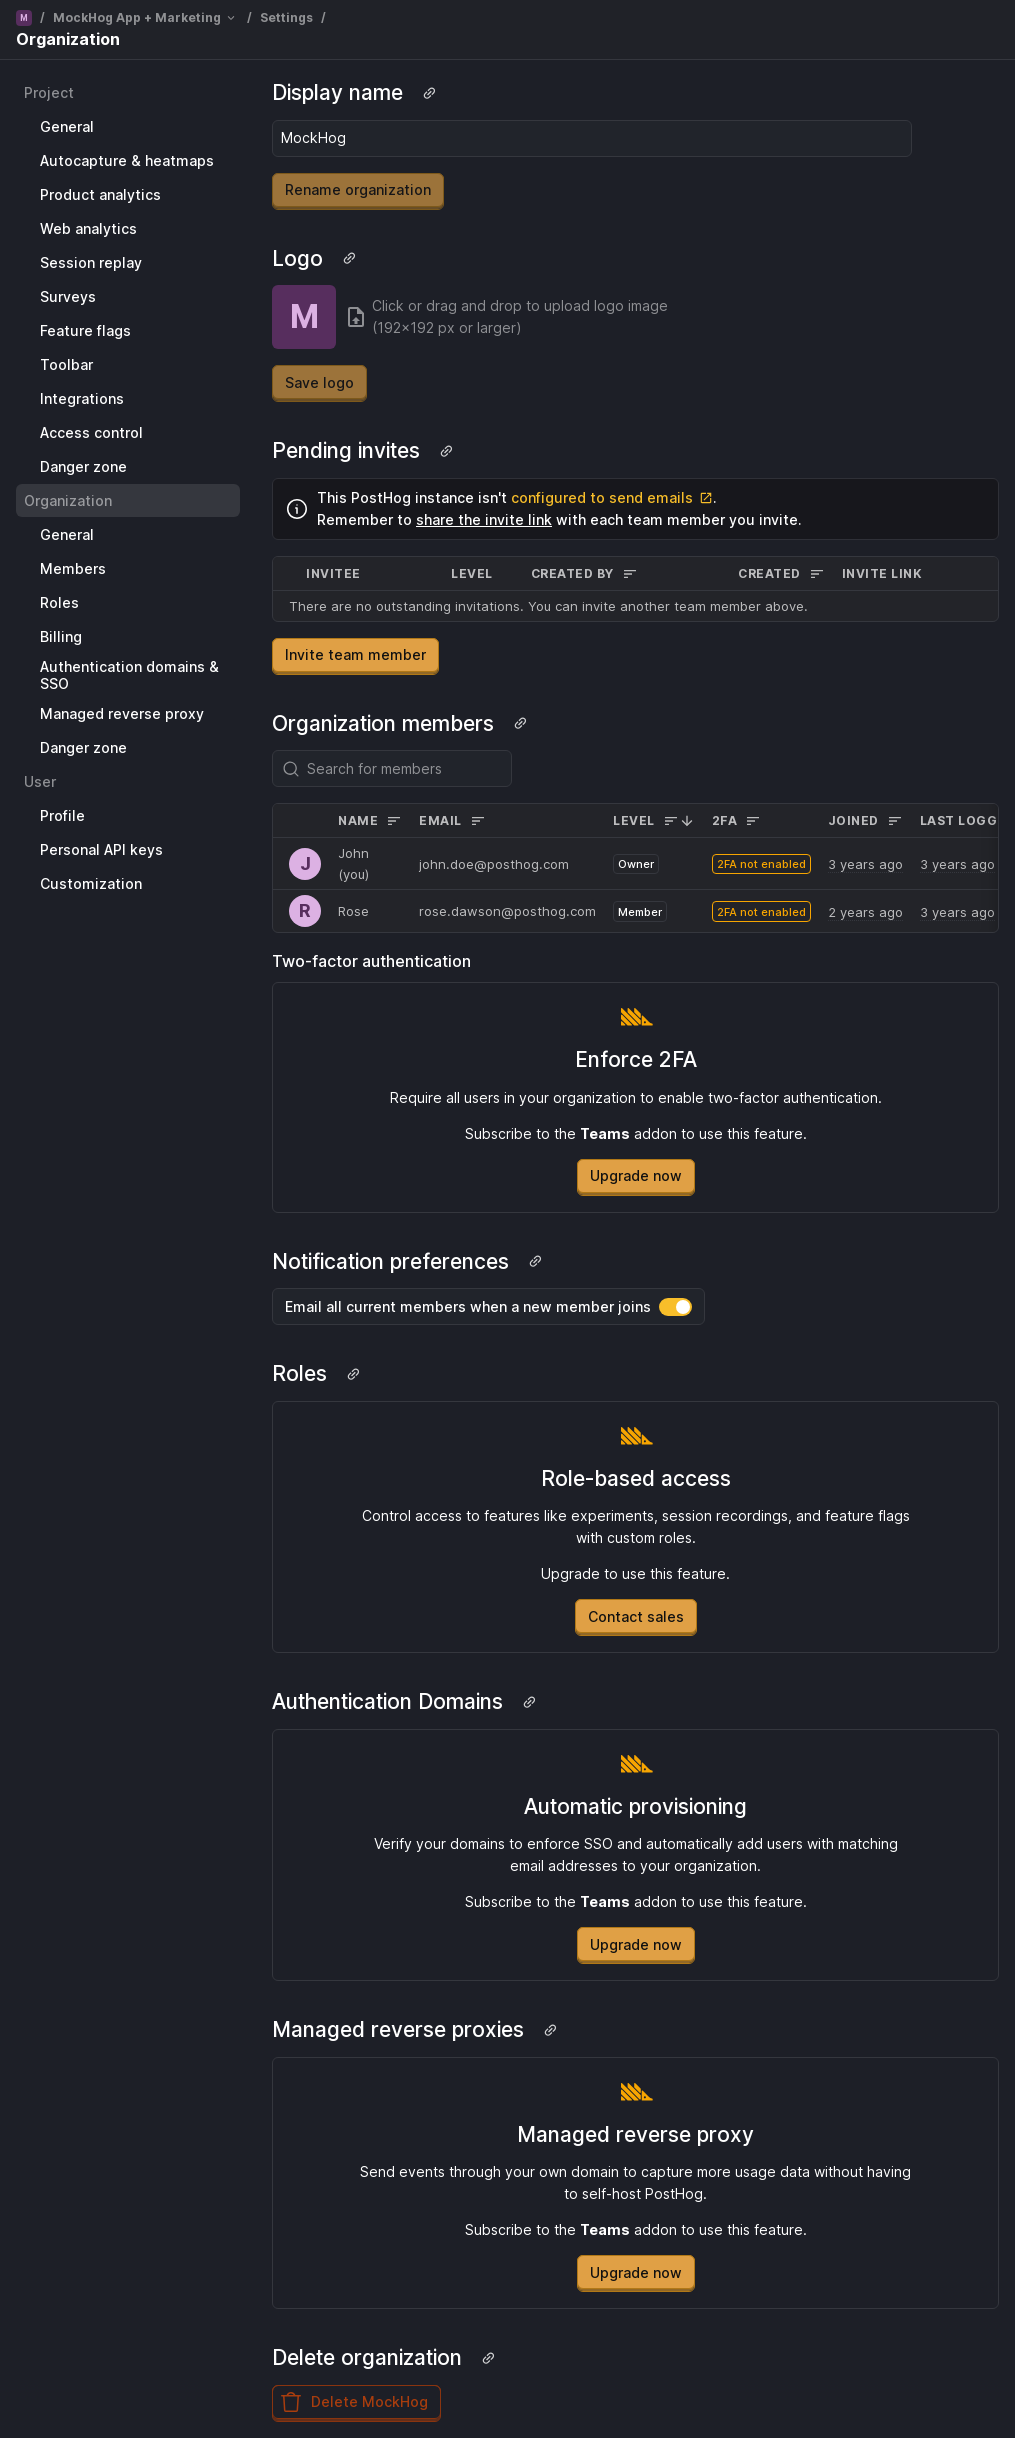 M / MockHog App + Marketing / Settings /
Organization
Project
General
Autocapture & heatmaps
Product analytics
Web analytics
Session replay
Surveys
Feature flags
Toolbar
Integrations
Access control
Danger zone
Organization
General
Members
Roles
Billing
Authentication domains &
SSO
Managed reverse proxy
Danger zone
User
Profile
Personal API keys
Customization
Display name
MockHog
Rename organization
Logo
M
Click or drag and drop to upload logo image
(192×192 px or larger)
Save logo
Pending invites
This PostHog instance isn't configured to send emails .
Remember to share the invite link with each team member you invite.
INVITEE LEVEL CREATED BY CREATED INVITE LINK
There are no outstanding invitations. You can invite another team member above.
Invite team member
Organization members
Search for members
NAME EMAIL LEVEL 2FA JOINED LAST LOGG
J John
(you) john.doe@posthog.com Owner 2FA not enabled 3 years ago 3 years ago
R Rose rose.dawson@posthog.com Member 2FA not enabled 2 years ago 3 years ago
Two-factor authentication
Enforce 2FA
Require all users in your organization to enable two-factor authentication.
Subscribe to the Teams addon to use this feature.
Upgrade now
Notification preferences
Email all current members when a new member joins
Roles
Role-based access
Control access to features like experiments, session recordings, and feature flags
with custom roles.
Upgrade to use this feature.
Contact sales
Authentication Domains
Automatic provisioning
Verify your domains to enforce SSO and automatically add users with matching
email addresses to your organization.
Subscribe to the Teams addon to use this feature.
Upgrade now
Managed reverse proxies
Managed reverse proxy
Send events through your own domain to capture more usage data without having
to self-host PostHog.
Subscribe to the Teams addon to use this feature.
Upgrade now
Delete organization
Delete MockHog